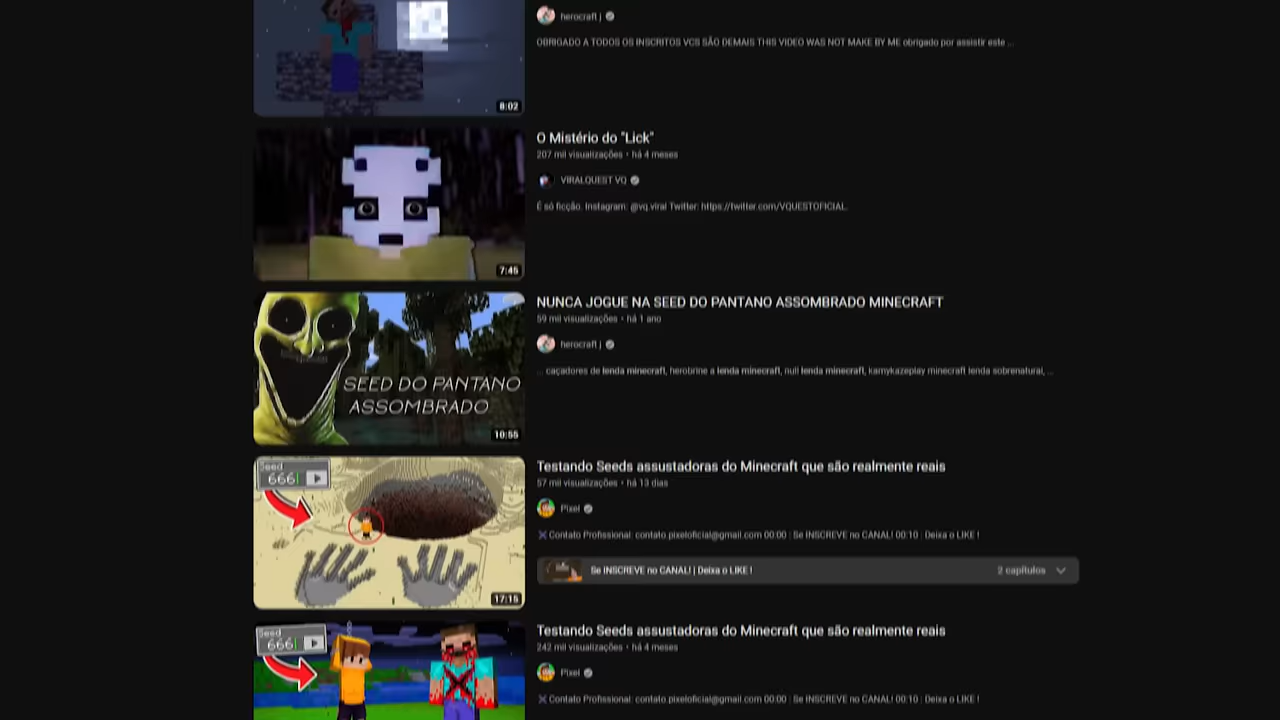 herocraft j
OBRIGADO A TODOS OS INSCRITOS VCS SÃO DEMAIS THIS VIDEO WAS NOT MAKE BY ME obrigado por assistir este ...
8:02
O Mistério do "Lick"
207 mil visualizações • há 4 meses
VIRALQUEST VQ
É só ficção. Instagram: @vq.viral Twitter: https://twitter.com/VQUESTOFICIAL.
7:45
NUNCA JOGUE NA SEED DO PANTANO ASSOMBRADO MINECRAFT
59 mil visualizações • há 1 ano
herocraft j
... caçadores de lenda minecraft, herobrine a lenda minecraft, null lenda minecraft, kamykazeplay minecraft lenda sobrenatural, ...
SEED DO PANTANO
ASSOMBRADO
10:55
Testando Seeds assustadoras do Minecraft que são realmente reais
57 mil visualizações • há 13 dias
Seed
666
Pixel
Contato Profissional: contato.pixeloficial@gmail.com 00:00 | Se INSCREVE no CANAL! 00:10 | Deixa o LIKE !
Se INSCREVE no CANAL! | Deixa o LIKE !
2 capítulos
17:15
Testando Seeds assustadoras do Minecraft que são realmente reais
242 mil visualizações • há 4 meses
Seed
666
Pixel
Contato Profissional: contato.pixeloficial@gmail.com 00:00 | Se INSCREVE no CANAL! 00:10 | Deixa o LIKE !